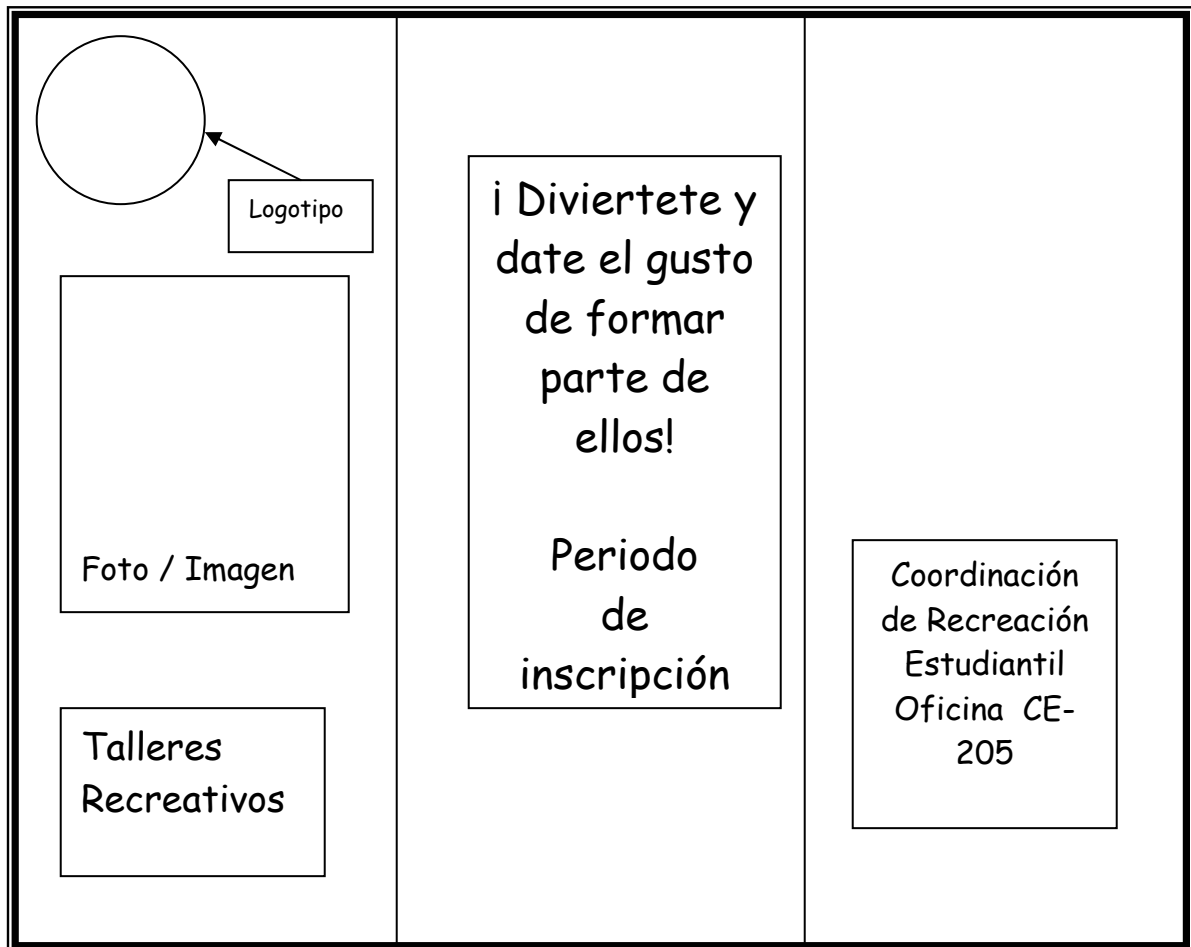 Logotipo
Foto / Imagen
Talleres
Recreativos
¡ Diviertete y
date el gusto
de formar
parte de
ellos!
Periodo
de
inscripción
Coordinación
de Recreación
Estudiantil
Oficina CE-
205